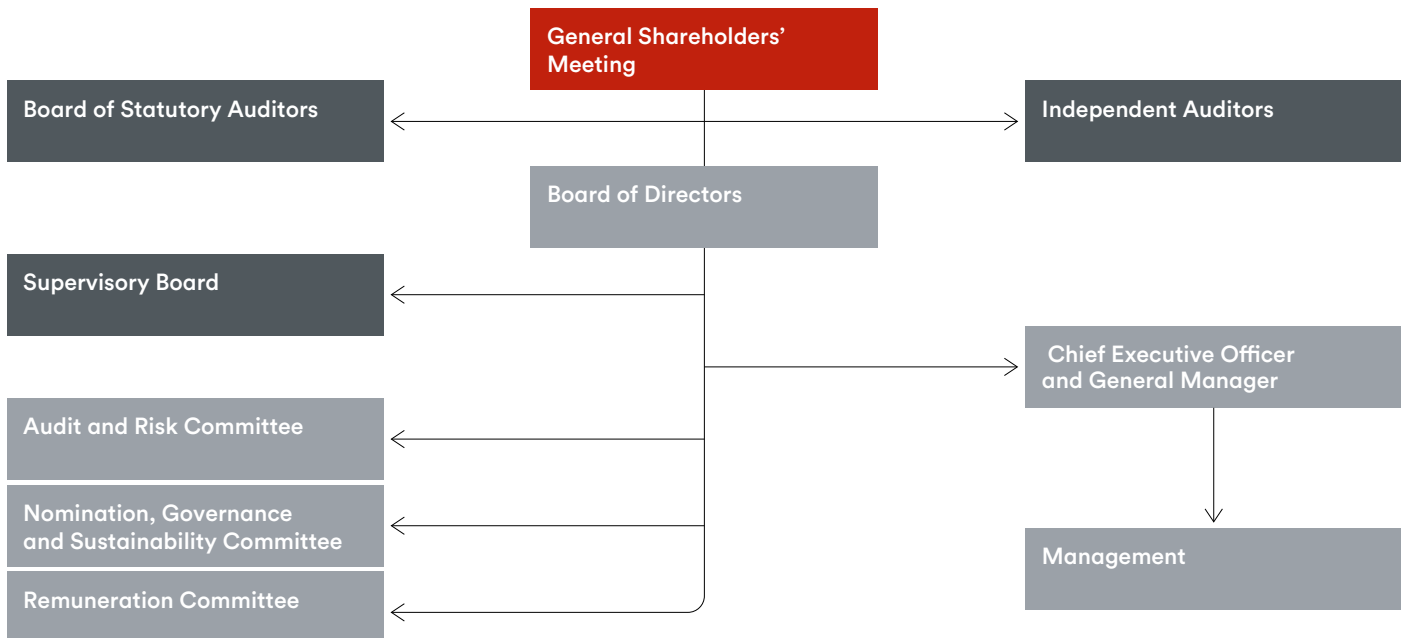 General Shareholders’
Meeting
Board of Statutory Auditors
Independent Auditors
Board of Directors
Supervisory Board
Chief Executive Officer
and General Manager
Audit and Risk Committee
Nomination, Governance
and Sustainability Committee
Management
Remuneration Committee